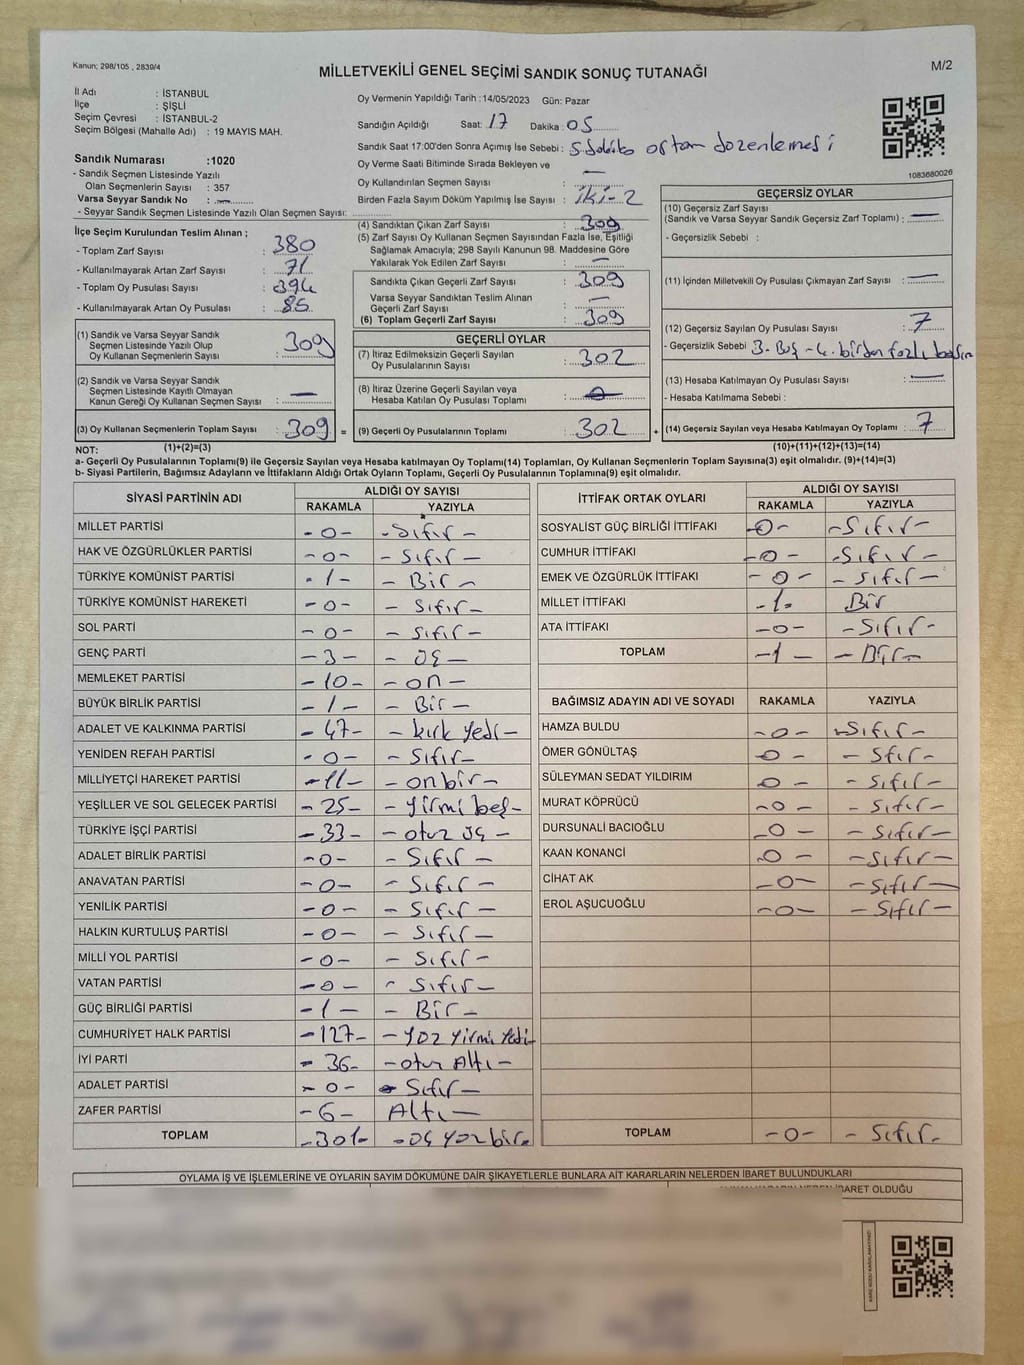 Kanun; 298/105 , 2839/4
MİLLETVEKİLİ GENEL SEÇİMİ SANDIK SONUÇ TUTANAĞI
M/2
İl Adı : İSTANBUL
İlçe : ŞİŞLİ
Seçim Çevresi : İSTANBUL-2
Seçim Bölgesi (Mahalle Adı) : 19 MAYIS MAH.
Sandık Numarası :1020
- Sandık Seçmen Listesinde Yazılı
Olan Seçmenlerin Sayısı : 357
Varsa Seyyar Sandık No : —
- Seyyar Sandık Seçmen Listesinde Yazılı Olan Seçmen Sayısı:
Oy Vermenin Yapıldığı Tarih :14/05/2023 Gün: Pazar
Sandığın Açıldığı Saat: 17 Dakika : 05
Sandık Saat 17:00'den Sonra Açımış İse Sebebi : 5 dakika ortam düzenlemesi
Oy Verme Saati Bitiminde Sırada Bekleyen ve
Oy Kullandırılan Seçmen Sayısı : —
Birden Fazla Sayım Döküm Yapılmış İse Sayısı : iki-2
1083680026
İlçe Seçim Kurulundan Teslim Alınan ;
- Toplam Zarf Sayısı : 380
- Kullanılmayarak Artan Zarf Sayısı : 71
- Toplam Oy Pusulası Sayısı : 394
- Kullanılmayarak Artan Oy Pusulası : 85
(1) Sandık ve Varsa Seyyar Sandık
Seçmen Listesinde Yazılı Olup
Oy Kullanan Seçmenlerin Sayısı : 309
(2) Sandık ve Varsa Seyyar Sandık
Seçmen Listesinde Kayıtlı Olmayan
Kanun Gereği Oy Kullanan Seçmen Sayısı : —
(3) Oy Kullanan Seçmenlerin Toplam Sayısı : 309 =
(4) Sandıktan Çıkan Zarf Sayısı : 309
(5) Zarf Sayısı Oy Kullanan Seçmen Sayısından Fazla İse, Eşitliği
Sağlamak Amacıyla; 298 Sayılı Kanunun 98. Maddesine Göre
Yakılarak Yok Edilen Zarf Sayısı : —
Sandıkta Çıkan Geçerli Zarf Sayısı : 309
Varsa Seyyar Sandıktan Teslim Alınan
Geçerli Zarf Sayısı : —
(6) Toplam Geçerli Zarf Sayısı : 309
GEÇERLİ OYLAR
(7) İtiraz Edilmeksizin Geçerli Sayılan
Oy Pusulalarının Sayısı : 302
(8) İtiraz Üzerine Geçerli Sayılan veya
Hesaba Katılan Oy Pusulası Toplamı : 0
(9) Geçerli Oy Pusulalarının Toplamı : 302 +
GEÇERSİZ OYLAR
(10) Geçersiz Zarf Sayısı
(Sandık ve Varsa Seyyar Sandık Geçersiz Zarf Toplamı) : —
- Geçersizlik Sebebi :
(11) İçinden Milletvekili Oy Pusulası Çıkmayan Zarf Sayısı : —
(12) Geçersiz Sayılan Oy Pusulası Sayısı : 7
- Geçersizlik Sebebi 3- Boş - 4. birden fazla basım
(13) Hesaba Katılmayan Oy Pusulası Sayısı : —
- Hesaba Katılmama Sebebi :
(14) Geçersiz Sayılan veya Hesaba Katılmayan Oy Toplamı : 7
NOT: (1)+(2)=(3) (10)+(11)+(12)+(13)=(14)
a- Geçerli Oy Pusulalarının Toplamı(9) ile Geçersiz Sayılan veya Hesaba katılmayan Oy Toplamı(14) Toplamları, Oy Kullanan Seçmenlerin Toplam Sayısına(3) eşit olmalıdır. (9)+(14)=(3)
b- Siyasi Partilerin, Bağımsız Adayların ve İttifakların Aldığı Ortak Oyların Toplamı, Geçerli Oy Pusulalarının Toplamına(9) eşit olmalıdır.
SİYASİ PARTİNİN ADI ALDIĞI OY SAYISI
RAKAMLA YAZIYLA
MİLLET PARTİSİ - 0 - - Sıfır -
HAK VE ÖZGÜRLÜKLER PARTİSİ - 0 - - Sıfır -
TÜRKİYE KOMÜNİST PARTİSİ - 1 - - Bir -
TÜRKİYE KOMÜNİST HAREKETİ - 0 - - Sıfır -
SOL PARTİ - 0 - - Sıfır -
GENÇ PARTİ - 3 - - üç -
MEMLEKET PARTİSİ - 10 - - on -
BÜYÜK BİRLİK PARTİSİ - 1 - - Bir -
ADALET VE KALKINMA PARTİSİ - 47 - - kırk yedi -
YENİDEN REFAH PARTİSİ - 0 - - Sıfır -
MİLLİYETÇİ HAREKET PARTİSİ - 11 - - onbir -
YEŞİLLER VE SOL GELECEK PARTİSİ - 25 - - yirmi beş -
TÜRKİYE İŞÇİ PARTİSİ - 33 - - otuz üç -
ADALET BİRLİK PARTİSİ - 0 - - Sıfır -
ANAVATAN PARTİSİ - 0 - - Sıfır -
YENİLİK PARTİSİ - 0 - - Sıfır -
HALKIN KURTULUŞ PARTİSİ - 0 - - Sıfır -
MİLLİ YOL PARTİSİ - 0 - - Sıfır -
VATAN PARTİSİ - 0 - - Sıfır -
GÜÇ BİRLİĞİ PARTİSİ - 1 - - Bir -
CUMHURİYET HALK PARTİSİ - 127 - - yüz yirmi yedi -
İYİ PARTİ - 36 - - otuz Altı -
ADALET PARTİSİ - 0 - - Sıfır -
ZAFER PARTİSİ - 6 - Altı -
TOPLAM - 301 - - üç yüz bir -
İTTİFAK ORTAK OYLARI ALDIĞI OY SAYISI
RAKAMLA YAZIYLA
SOSYALİST GÜÇ BİRLİĞİ İTTİFAKI - 0 - - Sıfır -
CUMHUR İTTİFAKI - 0 - - Sıfır -
EMEK VE ÖZGÜRLÜK İTTİFAKI - 0 - - Sıfır -
MİLLET İTTİFAKI - 1 - Bir
ATA İTTİFAKI - 0 - - Sıfır -
TOPLAM - 1 - - Bir -
BAĞIMSIZ ADAYIN ADI VE SOYADI RAKAMLA YAZIYLA
HAMZA BULDU - 0 - - Sıfır -
ÖMER GÖNÜLTAŞ - 0 - - Sfır -
SÜLEYMAN SEDAT YILDIRIM - 0 - - Sıfır -
MURAT KÖPRÜCÜ - 0 - - Sıfır -
DURSUNALİ BACIOĞLU - 0 - - Sıfır -
KAAN KONANCİ - 0 - - Sıfır -
CİHAT AK - 0 - - Sıfır -
EROL AŞUCUOĞLU - 0 - - Sıfır -
TOPLAM - 0 - - Sıfır -
OYLAMA İŞ VE İŞLEMLERİNE VE OYLARIN SAYIM DÖKÜMÜNE DAİR ŞİKAYETLERLE BUNLARA AİT KARARLARIN NELERDEN İBARET BULUNDUKLARI
İBARET OLDUĞU